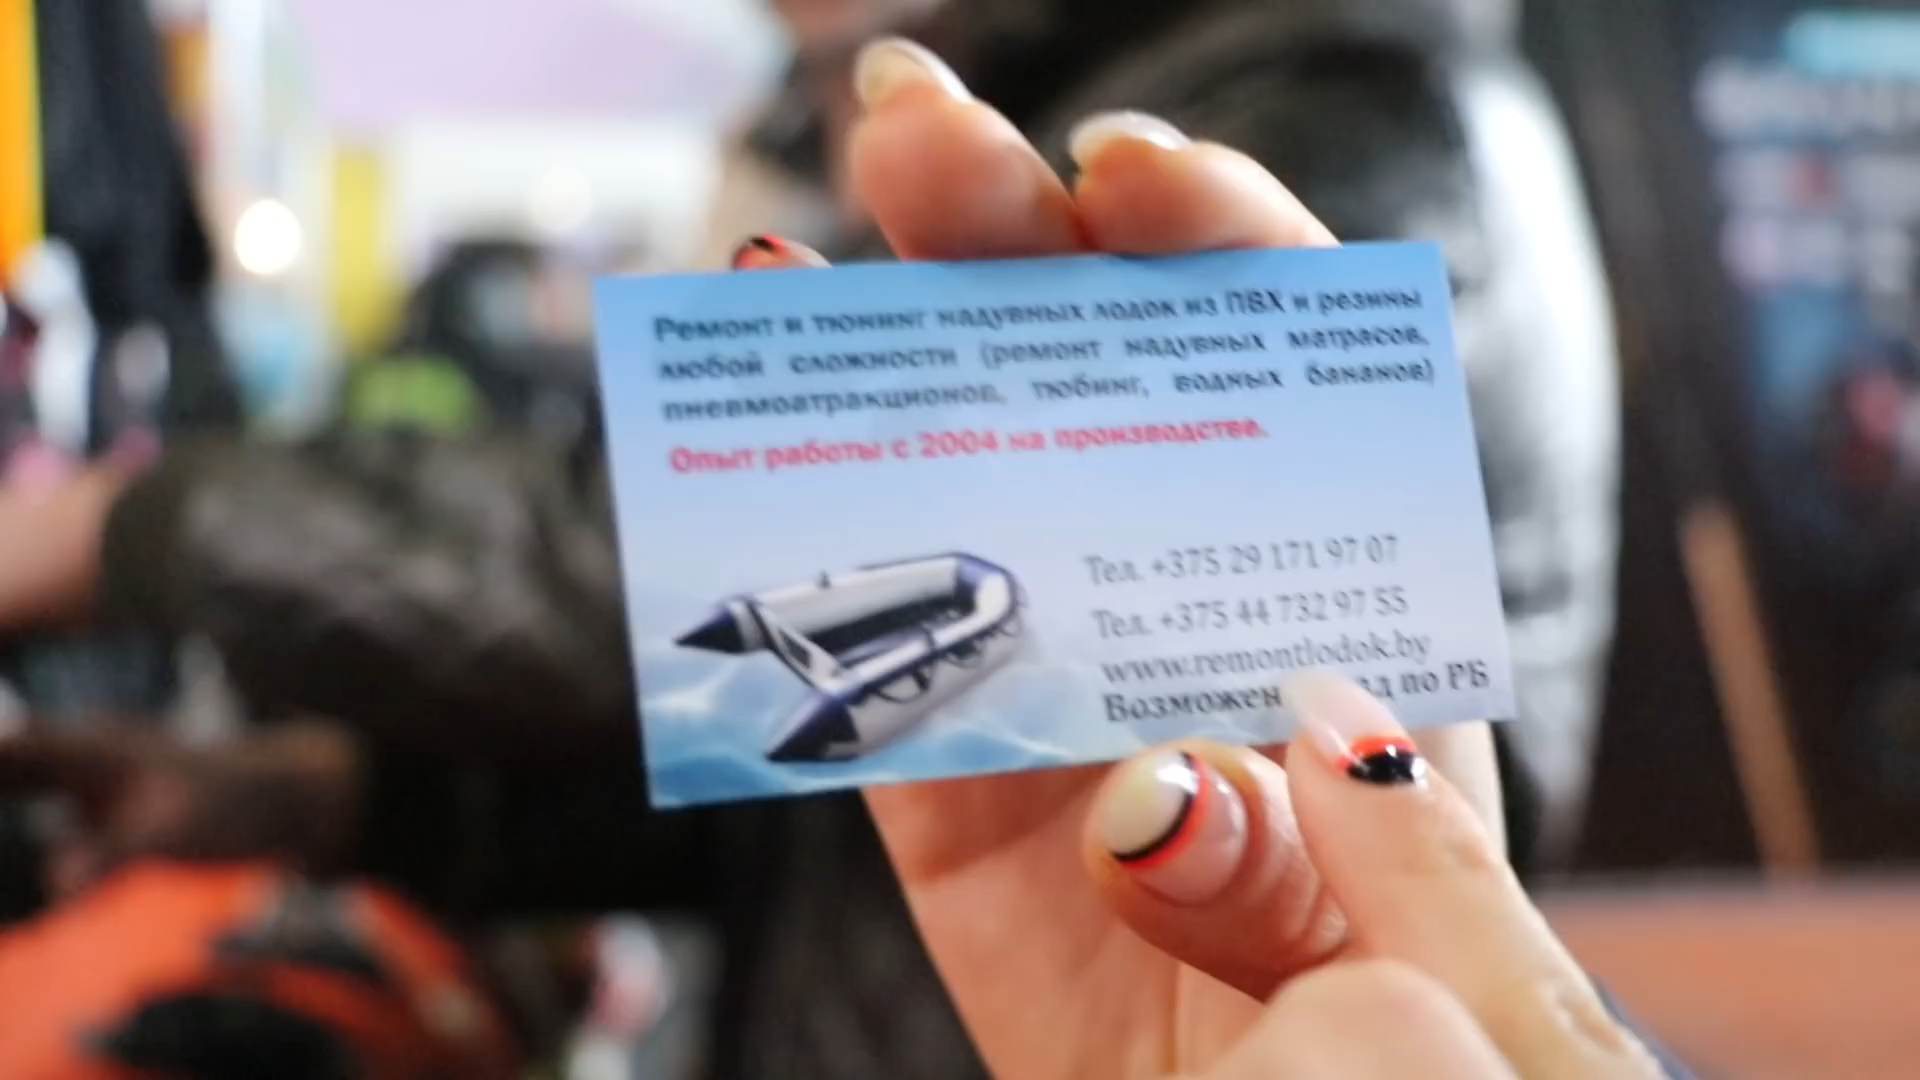 Ремонт и тюнинг надувных лодок из ПВХ и резины
любой сложности (ремонт надувных матрасов,
пневмоатракционов, тюбинг, водных бананов)
Опыт работы с 2004 на производстве.
Тел. +375 29 171 97 07
Тел. +375 44 732 97 55
www.remontlodok.by
Возможен по РБ